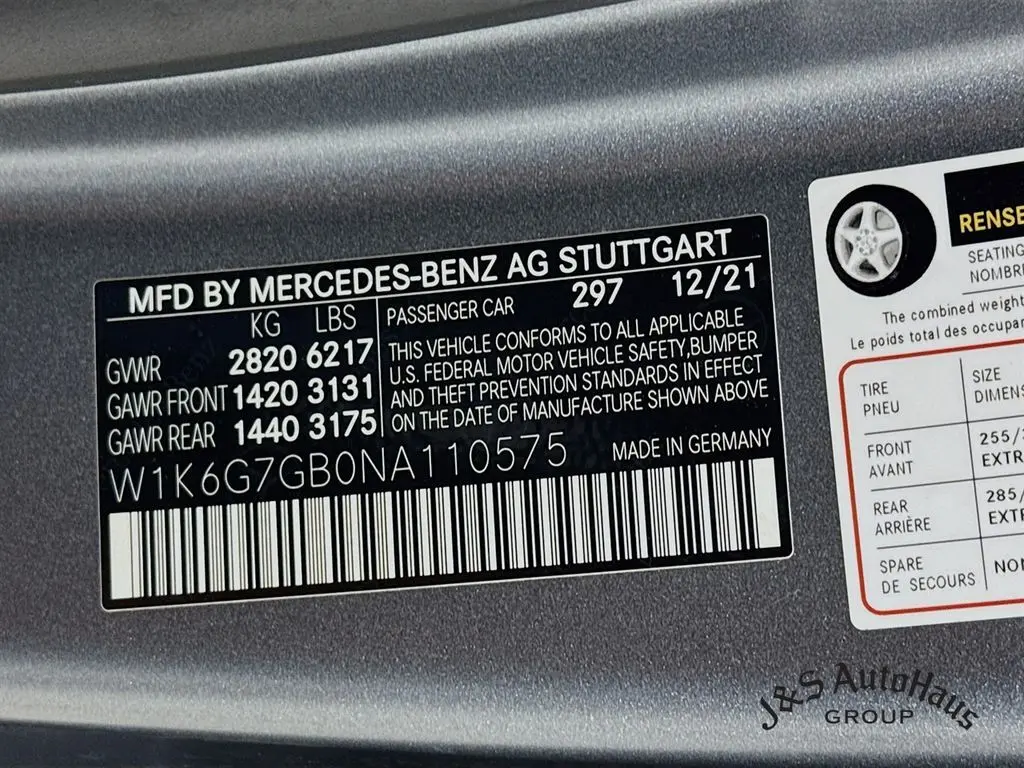 MFD BY MERCEDES-BENZ AG STUTTGART
KG LBS
GVWR 2820 6217
GAWR FRONT 1420 3131
GAWR REAR 1440 3175
PASSENGER CAR 297 12/21
THIS VEHICLE CONFORMS TO ALL APPLICABLE
U.S. FEDERAL MOTOR VEHICLE SAFETY, BUMPER
AND THEFT PREVENTION STANDARDS IN EFFECT
ON THE DATE OF MANUFACTURE SHOWN ABOVE
W1K6G7GB0NA110575
MADE IN GERMANY
RENSE
SEATING
NOMBRE
The combined weight
Le poids total des occupa
TIRE
PNEU
SIZE
DIMENS
FRONT
AVANT
255/
EXTR
REAR
ARRIÈRE
285/
EXTR
SPARE
DE SECOURS
NON
J&S AutoHaus
GROUP